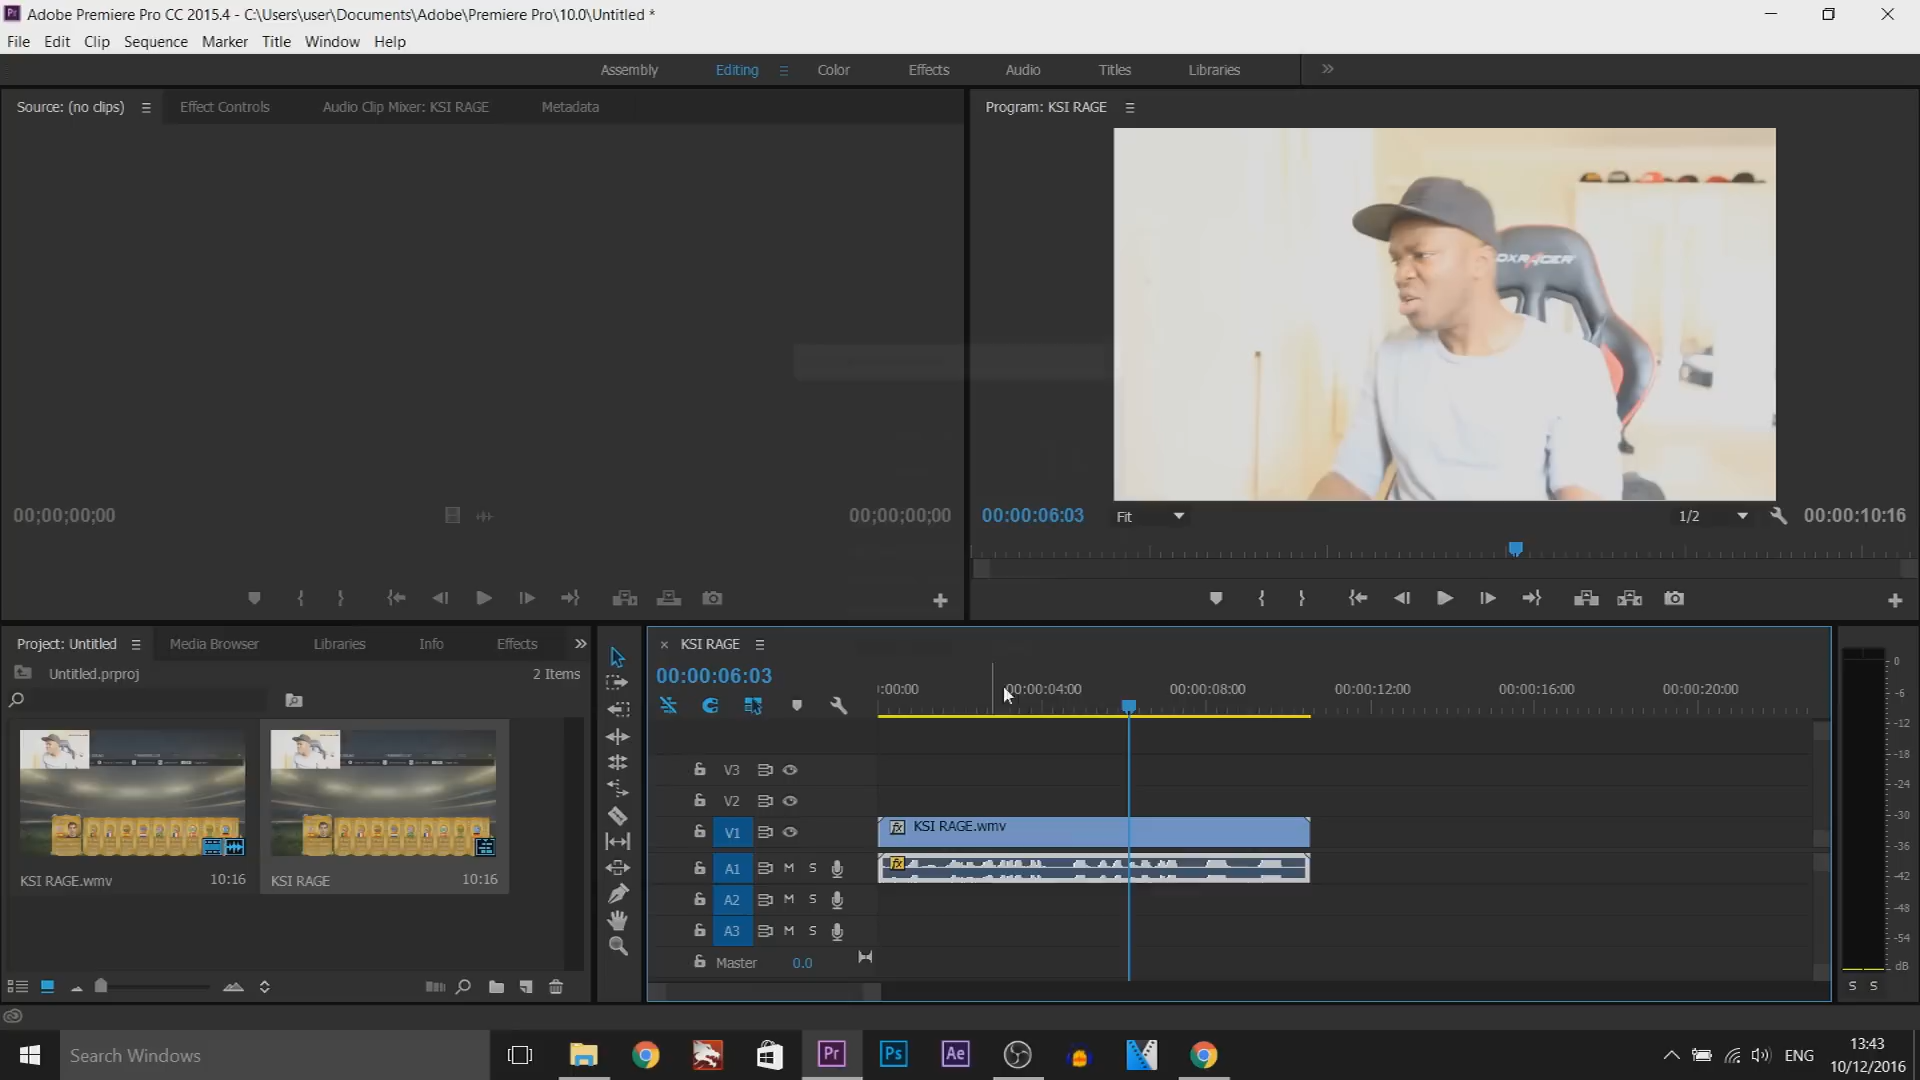 Pr Adobe Premiere Pro CC 2015.4 - C:\Users\user\Documents\Adobe\Premiere Pro\10.0\Untitled *
File Edit Clip Sequence Marker Title Window Help
Assembly Editing Color Effects Audio Titles Libraries
Source: (no clips) Effect Controls Audio Clip Mixer: KSI RAGE Metadata
Program: KSI RAGE
DXRACER
00;00;00;00 00;00;00;00
00:00:06:03 Fit 1/2 00:00:10:16
Project: Untitled Media Browser Libraries Info Effects
Untitled.prproj 2 Items
KSI RAGE.wmv 10:16
KSI RAGE 10:16
KSI RAGE
00:00:06:03
:00:00 00:00:04:00 00:00:08:00 00:00:12:00 00:00:16:00 00:00:20:00
V3
V2
V1 fx KSI RAGE.wmv
A1 M S fx
A2 M S
A3 M S
Master 0.0
0
-6
-12
-18
-24
-30
-36
-42
-48
-54
dB
S S
Search Windows
Pr Ps Ae
ENG
13:43
10/12/2016